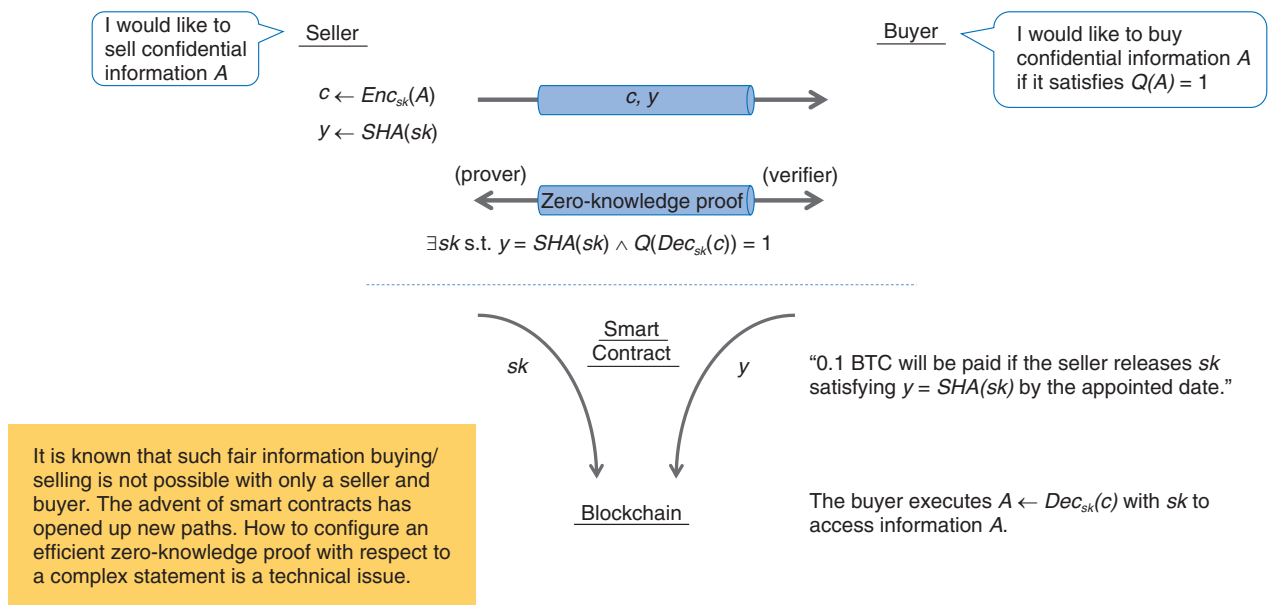 I would like to
sell confidential
information A
Seller
Buyer
I would like to buy
confidential information A
if it satisfies Q(A) = 1
c ← Enc_sk(A)
y ← SHA(sk)
c, y
(prover)
(verifier)
Zero-knowledge proof
∃sk s.t. y = SHA(sk) ∧ Q(Dec_sk(c)) = 1
Smart
Contract
sk
y
“0.1 BTC will be paid if the seller releases sk
satisfying y = SHA(sk) by the appointed date.”
It is known that such fair information buying/
selling is not possible with only a seller and
buyer. The advent of smart contracts has
opened up new paths. How to configure an
efficient zero-knowledge proof with respect to
a complex statement is a technical issue.
Blockchain
The buyer executes A ← Dec_sk(c) with sk to
access information A.